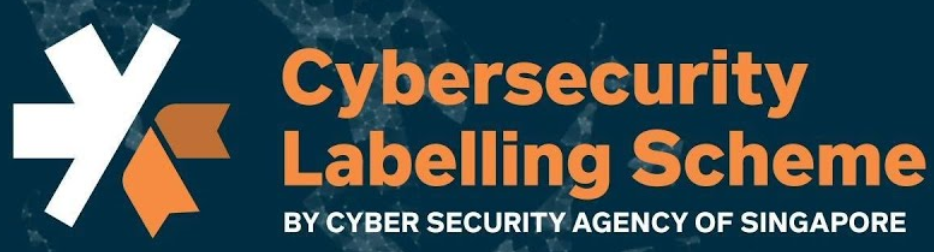 Cybersecurity
Labelling Scheme
BY CYBER SECURITY AGENCY OF SINGAPORE